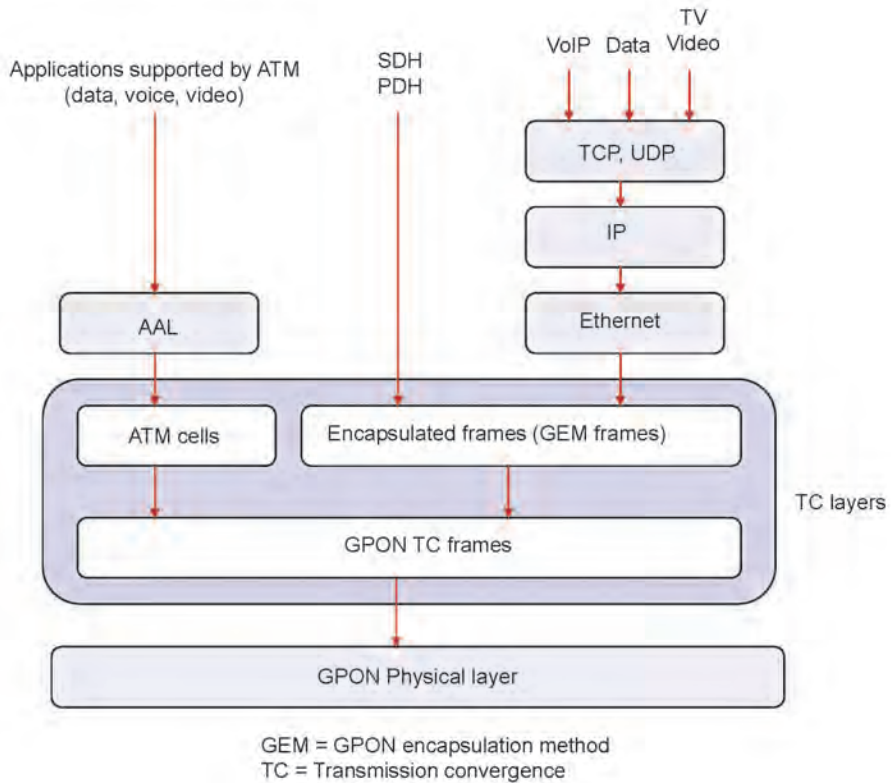 Applications supported by ATM
(data, voice, video)
SDH
PDH
VoIP
Data
TV
Video
TCP, UDP
IP
Ethernet
AAL
ATM cells
Encapsulated frames (GEM frames)
GPON TC frames
TC layers
GPON Physical layer
GEM = GPON encapsulation method
TC = Transmission convergence